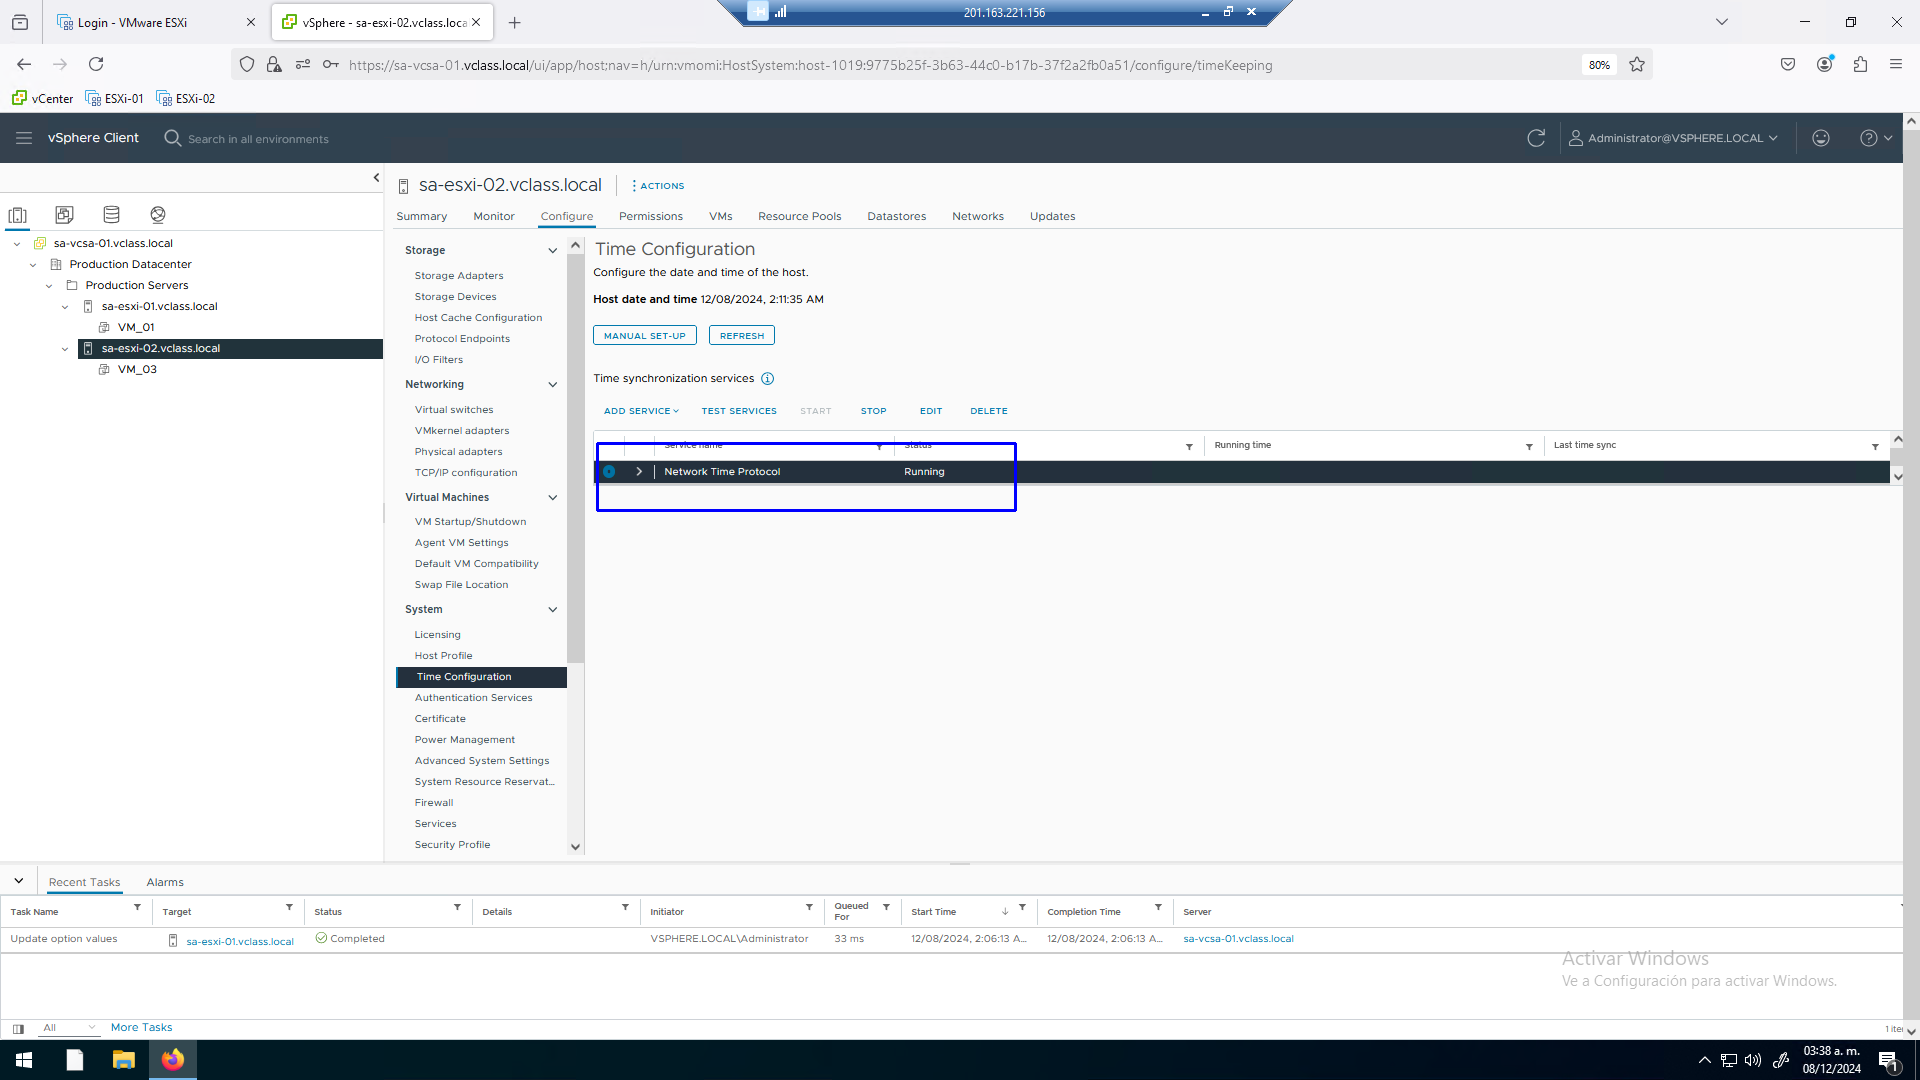 Login - VMware ESXi
vSphere - sa-esxi-02.vclass.loca
201.163.221.156
https://sa-vcsa-01.vclass.local/ui/app/host;nav=h/urn:vmomi:HostSystem:host-1019:9775b25f-3b63-44c0-b17b-37f2a2fb0a51/configure/timeKeeping
80%
vCenter
ESXi-01
ESXi-02
vSphere Client
Search in all environments
Administrator@VSPHERE.LOCAL
sa-vcsa-01.vclass.local
Production Datacenter
Production Servers
sa-esxi-01.vclass.local
VM_01
sa-esxi-02.vclass.local
VM_03
sa-esxi-02.vclass.local
ACTIONS
Summary
Monitor
Configure
Permissions
VMs
Resource Pools
Datastores
Networks
Updates
Storage
Storage Adapters
Storage Devices
Host Cache Configuration
Protocol Endpoints
I/O Filters
Networking
Virtual switches
VMkernel adapters
Physical adapters
TCP/IP configuration
Virtual Machines
VM Startup/Shutdown
Agent VM Settings
Default VM Compatibility
Swap File Location
System
Licensing
Host Profile
Time Configuration
Authentication Services
Certificate
Power Management
Advanced System Settings
System Resource Reservat...
Firewall
Services
Security Profile
Time Configuration
Configure the date and time of the host.
Host date and time 12/08/2024, 2:11:35 AM
MANUAL SET-UP
REFRESH
Time synchronization services
ADD SERVICE
TEST SERVICES
START
STOP
EDIT
DELETE
Service name
Status
Running time
Last time sync
Network Time Protocol
Running
Recent Tasks
Alarms
Task Name
Target
Status
Details
Initiator
Queued
For
Start Time
Completion Time
Server
Update option values
sa-esxi-01.vclass.local
Completed
VSPHERE.LOCAL\Administrator
33 ms
12/08/2024, 2:06:13 A...
12/08/2024, 2:06:13 A...
sa-vcsa-01.vclass.local
Activar Windows
Ve a Configuración para activar Windows.
All
More Tasks
1 ite
03:38 a. m.
08/12/2024
1